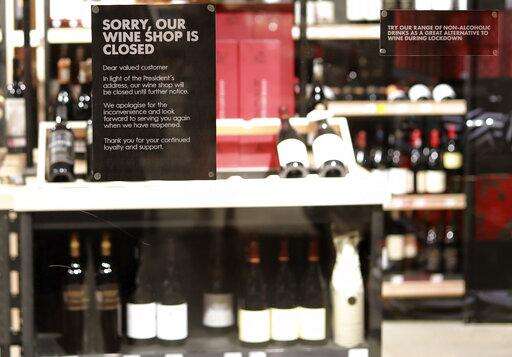 SORRY, OUR
WINE SHOP IS
CLOSED
Dear valued customer
In light of the President's
address, our wine shop will
be closed until further notice.
We apologise for the
inconvenience and look
forward to serving you again
when we have reopened.
Thank you for your continued
loyalty and support.
TRY OUR RANGE OF NON-ALCOHOLIC
DRINKS AS A GREAT ALTERNATIVE TO
WINE DURING LOCKDOWN